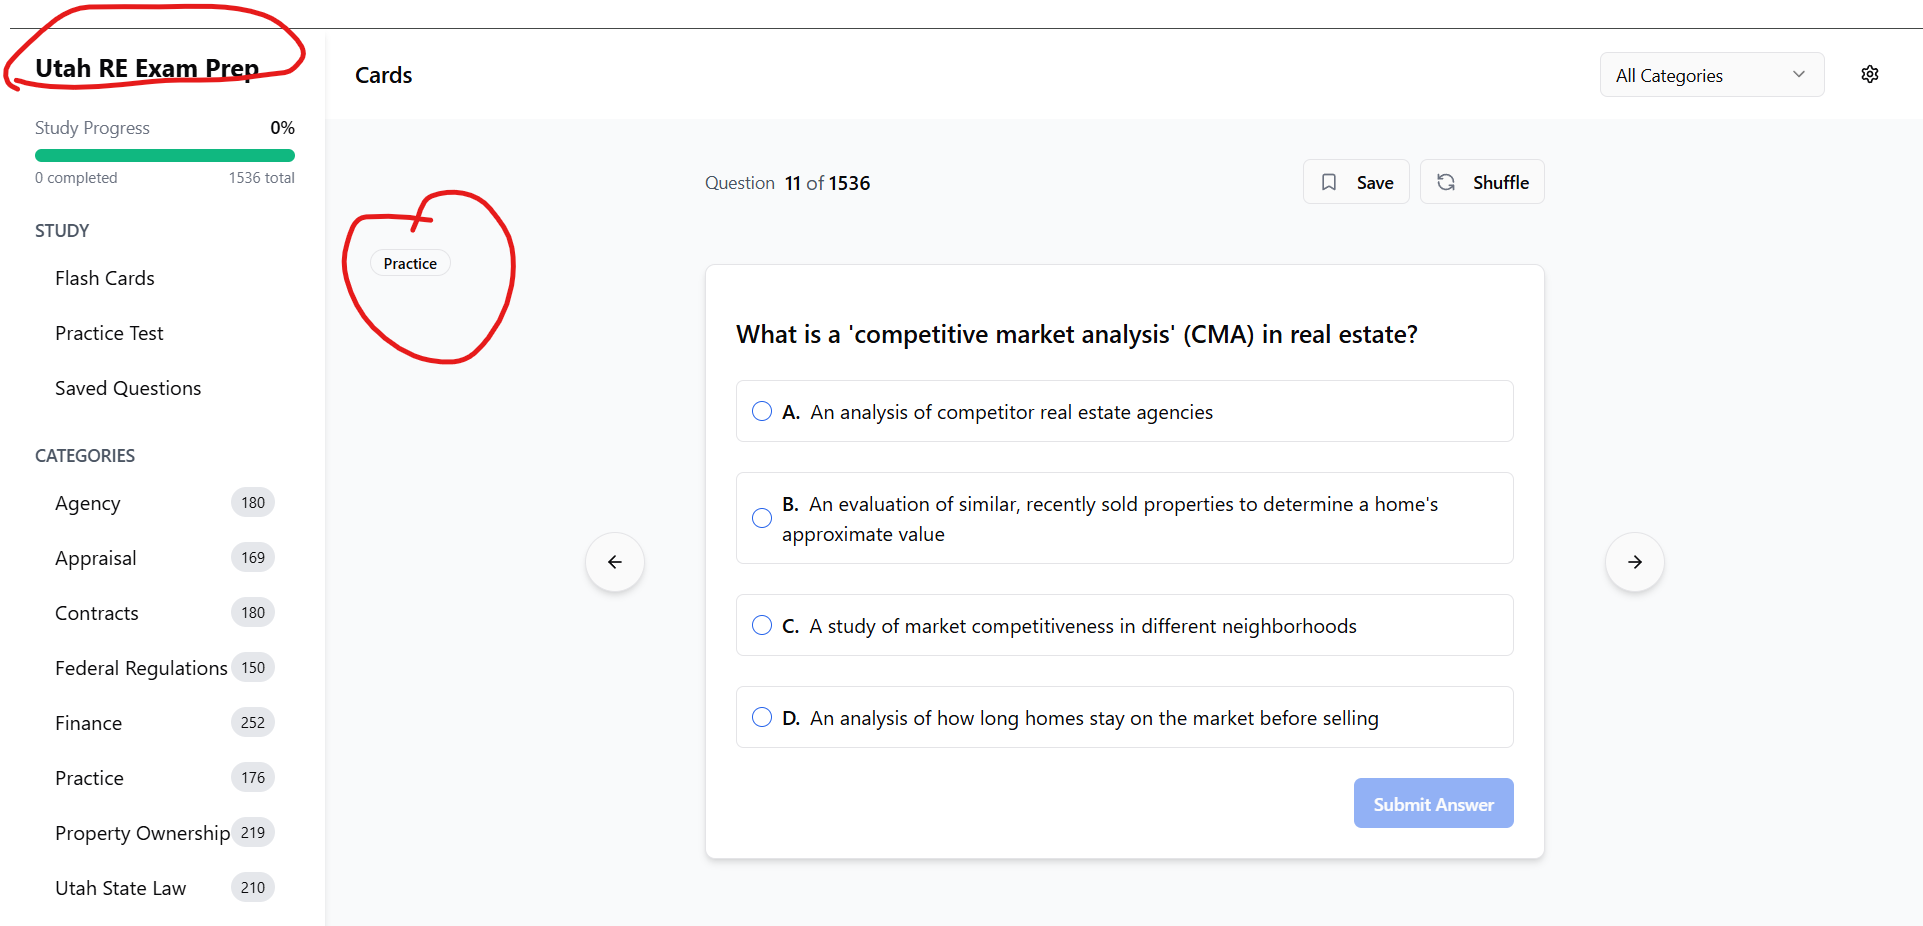 Utah RE Exam Prep
Cards
All Categories
Study Progress 0%
0 completed 1536 total
Question 11 of 1536
Save
Shuffle
STUDY
Flash Cards
Practice Test
Saved Questions
Practice
CATEGORIES
Agency 180
Appraisal 169
Contracts 180
Federal Regulations 150
Finance 252
Practice 176
Property Ownership 219
Utah State Law 210
What is a 'competitive market analysis' (CMA) in real estate?
A. An analysis of competitor real estate agencies
B. An evaluation of similar, recently sold properties to determine a home's
approximate value
C. A study of market competitiveness in different neighborhoods
D. An analysis of how long homes stay on the market before selling
Submit Answer